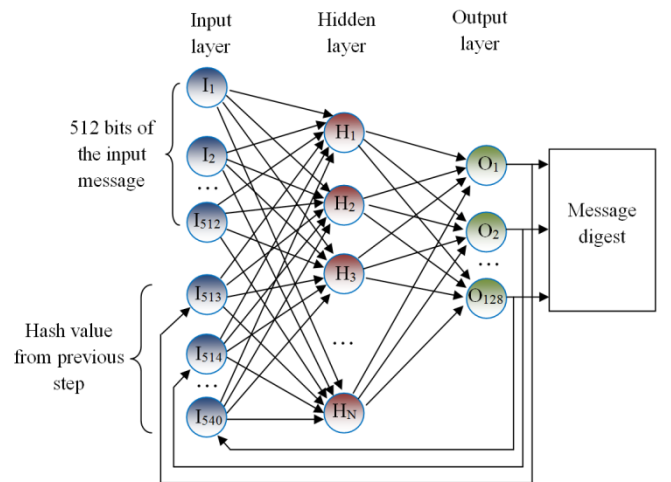 Input
layer
Hidden
layer
Output
layer
512 bits of
the input
message
Hash value
from previous
step
I1
I2
...
I512
I513
I514
...
I540
H1
H2
H3
...
HN
O1
O2
...
O128
Message
digest